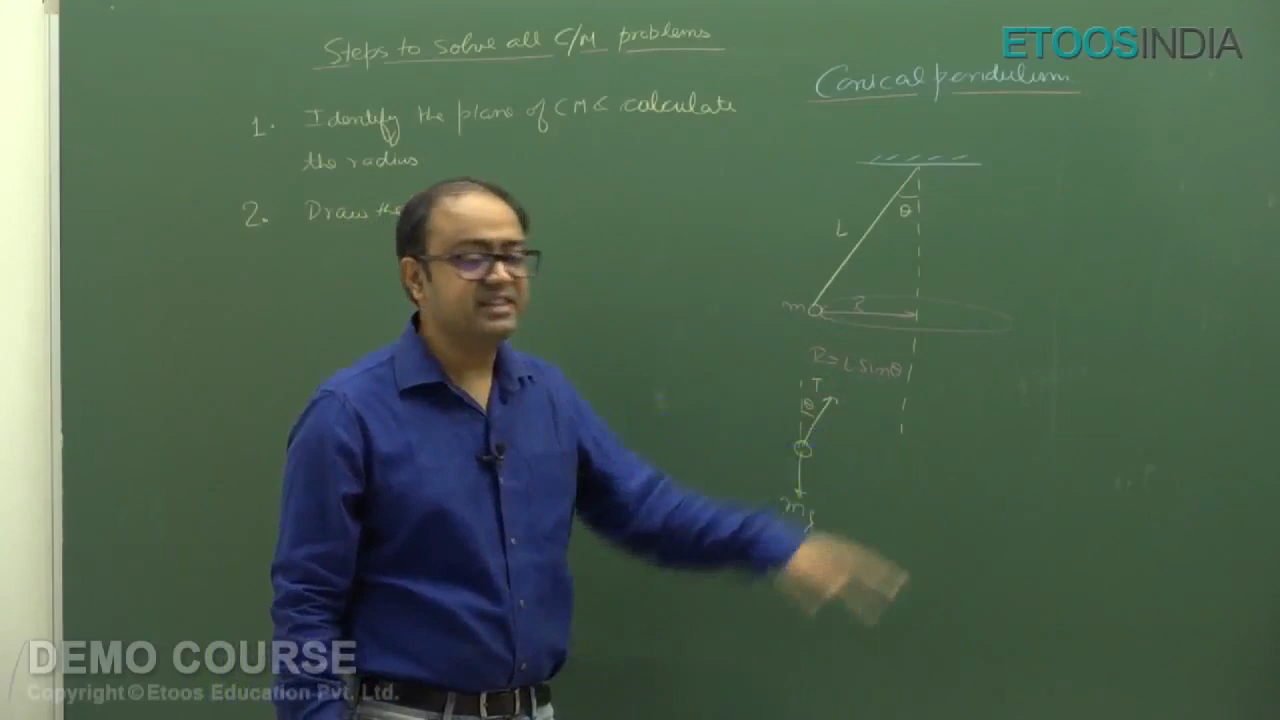 Steps to solve all C/M problems
ETOOSINDIA
Conical pendulum
1. Identify the plane of CM & calculate
the radius
2. Draw the
θ
L
m
R
R = L sinθ
T
θ
mg
DEMO COURSE
Copyright © Etoos Education Pvt. Ltd.